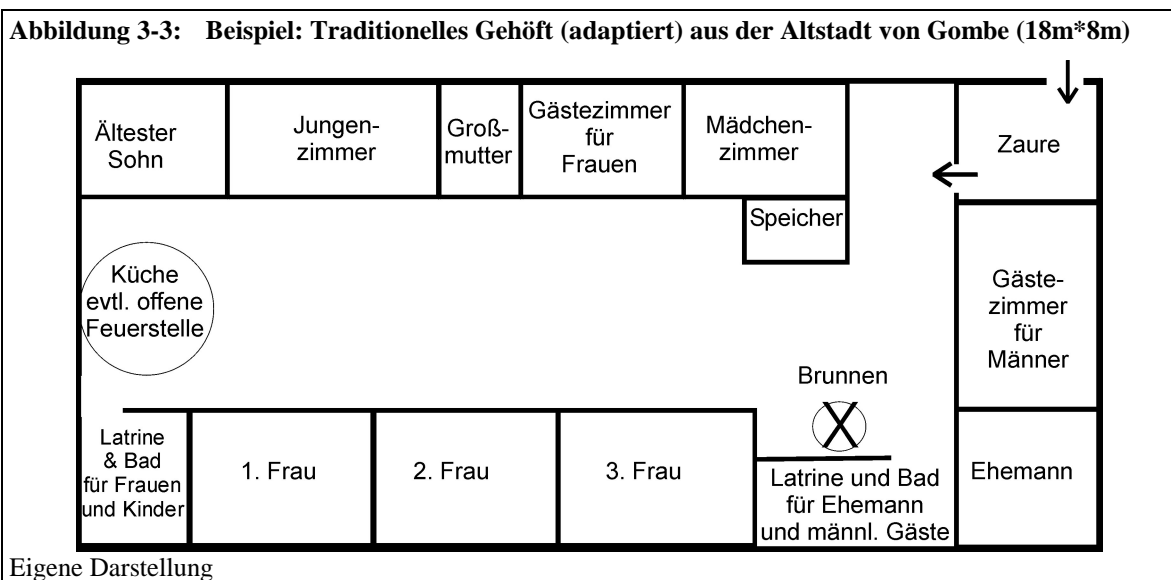 Abbildung 3-3: Beispiel: Traditionelles Gehöft (adaptiert) aus der Altstadt von Gombe (18m*8m)
Ältester
Sohn
Jungen-
zimmer
Groß-
mutter
Gästezimmer
für
Frauen
Mädchen-
zimmer
Zaure
Speicher
Küche
evtl. offene
Feuerstelle
Gäste-
zimmer
für
Männer
Brunnen
Latrine
& Bad
für Frauen
und Kinder
1. Frau
2. Frau
3. Frau
Latrine und Bad
für Ehemann
und männl. Gäste
Ehemann
Eigene Darstellung